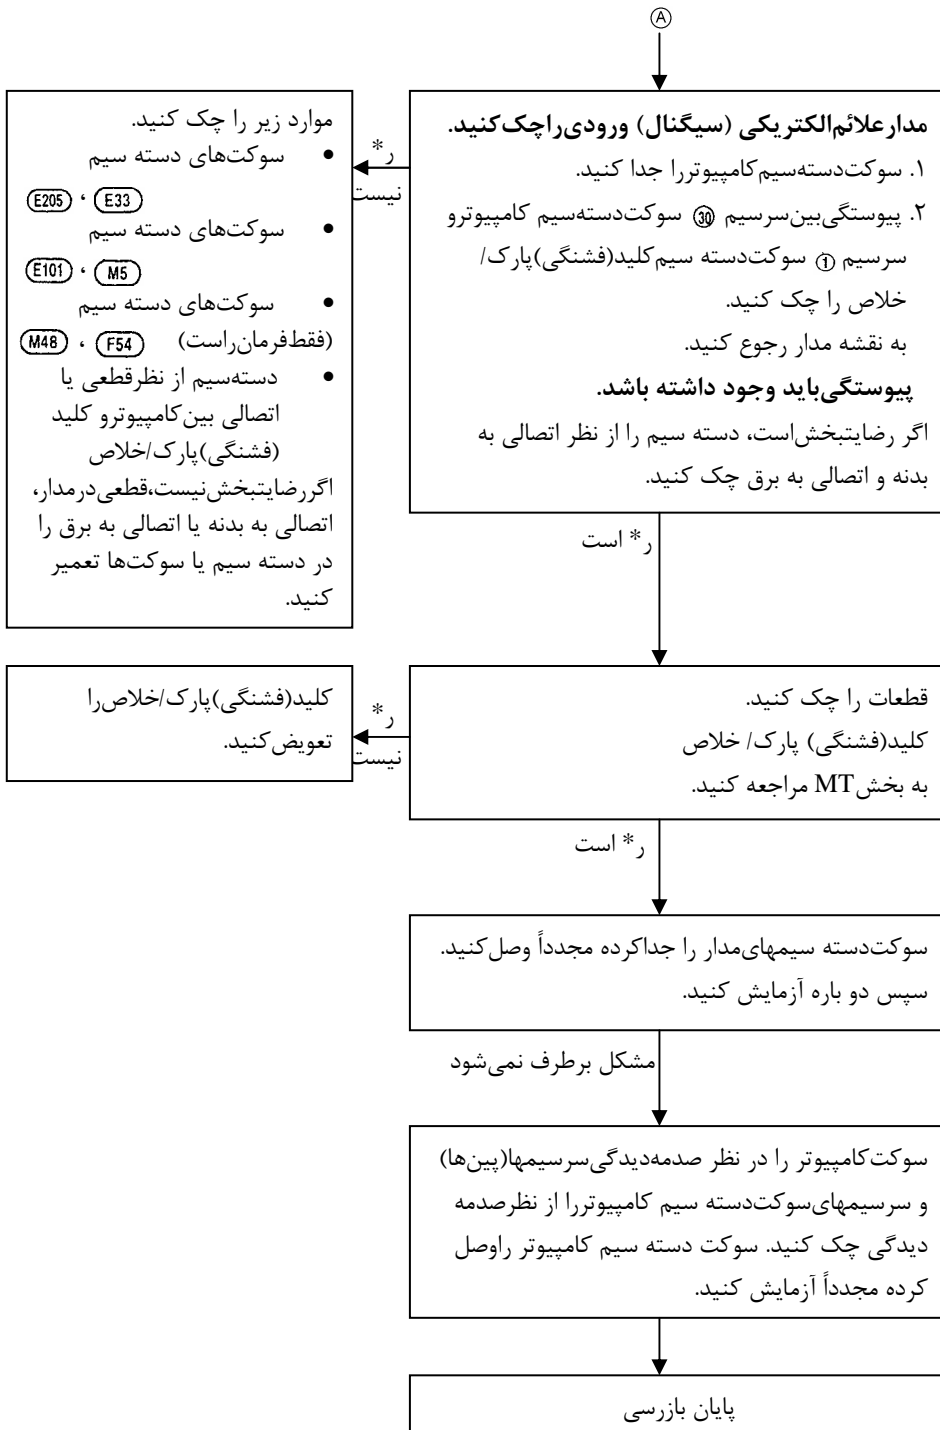 A
مدارعلائم‌الکتریکی (سیگنال) ورودی‌راچک‌کنید.
۱. سوکت‌دسته‌سیم‌کامپیوتررا جدا کنید.
۲. پیوستگی‌بین‌سرسیم 30 سوکت‌دسته‌سیم کامپیوترو
سرسیم 1 سوکت‌دسته سیم‌کلید(فشنگی)پارک/
خلاص را چک کنید.
به نقشه مدار رجوع کنید.
پیوستگی‌باید وجود داشته باشد.
اگر رضایتبخش‌است، دسته سیم را از نظر اتصالی به
بدنه و اتصالی به برق چک کنید.
ر*
نیست
موارد زیر را چک کنید.
• سوکت‌های دسته سیم
E33 ، E205
• سوکت‌های دسته سیم
M5 ، E101
• سوکت‌های دسته سیم
(فقط‌فرمان‌راست) F54 ، M48
• دسته‌سیم از نظرقطعی یا
اتصالی بین‌کامپیوترو کلید
(فشنگی)پارک/خلاص
اگررضایتبخش‌نیست،قطعی‌درمدار،
اتصالی به بدنه یا اتصالی به برق را
در دسته سیم یا سوکت‌ها تعمیر
کنید.
ر* است
قطعات را چک کنید.
کلید(فشنگی) پارک/ خلاص
به بخش‌MT مراجعه کنید.
ر*
نیست
کلید(فشنگی)پارک/خلاص‌را
تعویض‌کنید.
ر* است
سوکت‌دسته سیمهای‌مدار را جداکرده مجدداً وصل‌کنید.
سپس دو باره آزمایش کنید.
مشکل برطرف نمی‌شود
سوکت‌کامپیوتر را در نظر صدمه‌دیدگی‌سرسیمها(پین‌ها)
و سرسیمهای‌سوکت‌دسته سیم کامپیوتررا از نظرصدمه
دیدگی چک کنید. سوکت دسته سیم کامپیوتر راوصل
کرده مجدداً آزمایش کنید.
پایان بازرسی